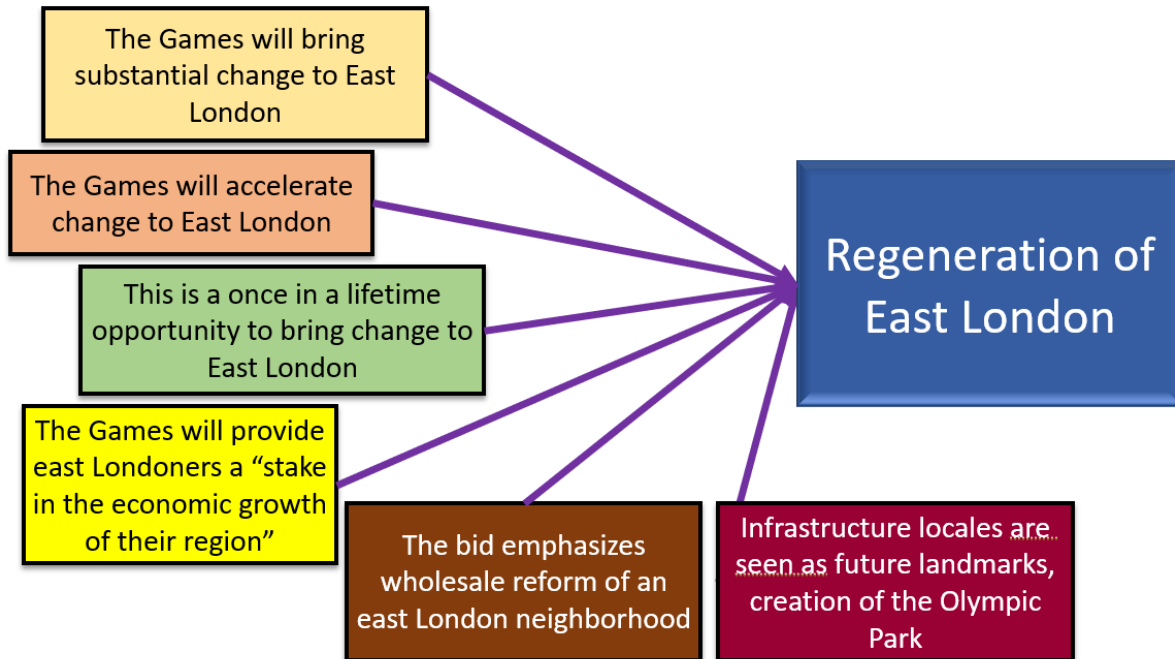 The Games will bring
substantial change to East
London
The Games will accelerate
change to East London
This is a once in a lifetime
opportunity to bring change to
East London
The Games will provide
east Londoners a “stake
in the economic growth
of their region”
The bid emphasizes
wholesale reform of an
east London neighborhood
Infrastructure locales are
seen as future landmarks,
creation of the Olympic
Park
Regeneration of
East London